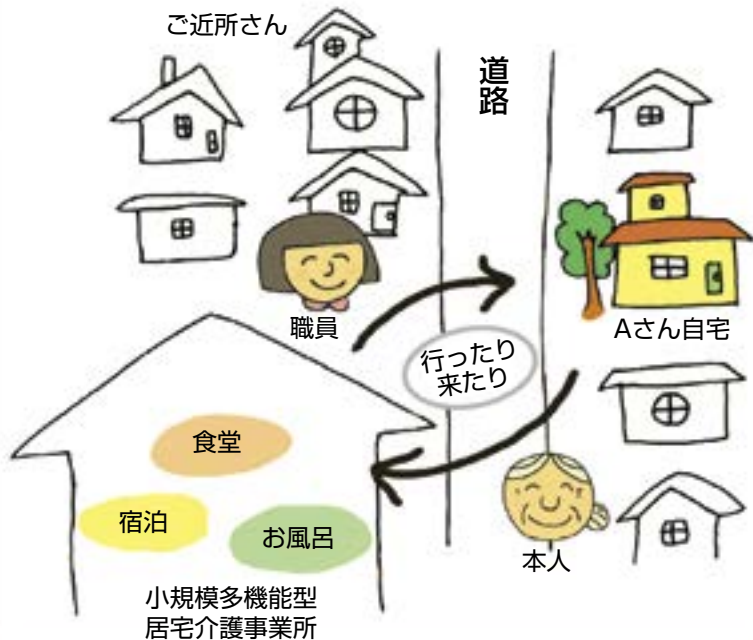 ご近所さん
道路
職員
Aさん自宅
行ったり
来たり
食堂
宿泊
お風呂
本人
小規模多機能型
居宅介護事業所